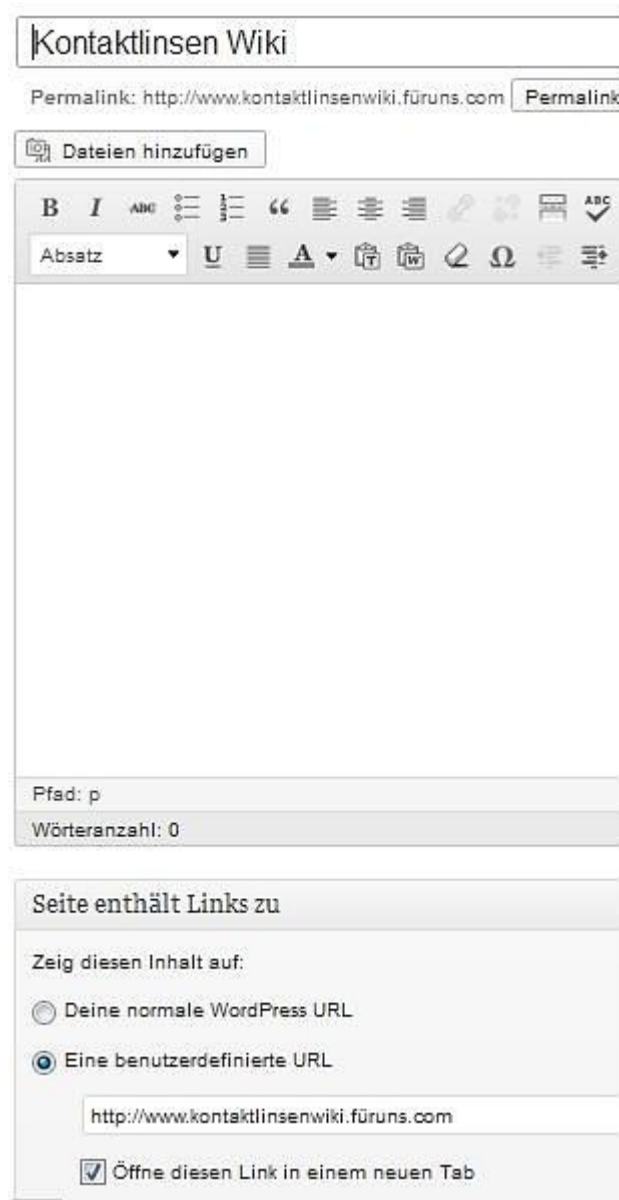 Kontaktlinsen Wiki
Permalink: http://www.kontaktlinsenwiki.füruns.com Permalink
Dateien hinzufügen
B I ABC ABC
Absatz U A T W Ω
Pfad: p
Wörteranzahl: 0
Seite enthält Links zu
Zeig diesen Inhalt auf:
Deine normale WordPress URL
Eine benutzerdefinierte URL
http://www.kontaktlinsenwiki.füruns.com
Öffne diesen Link in einem neuen Tab